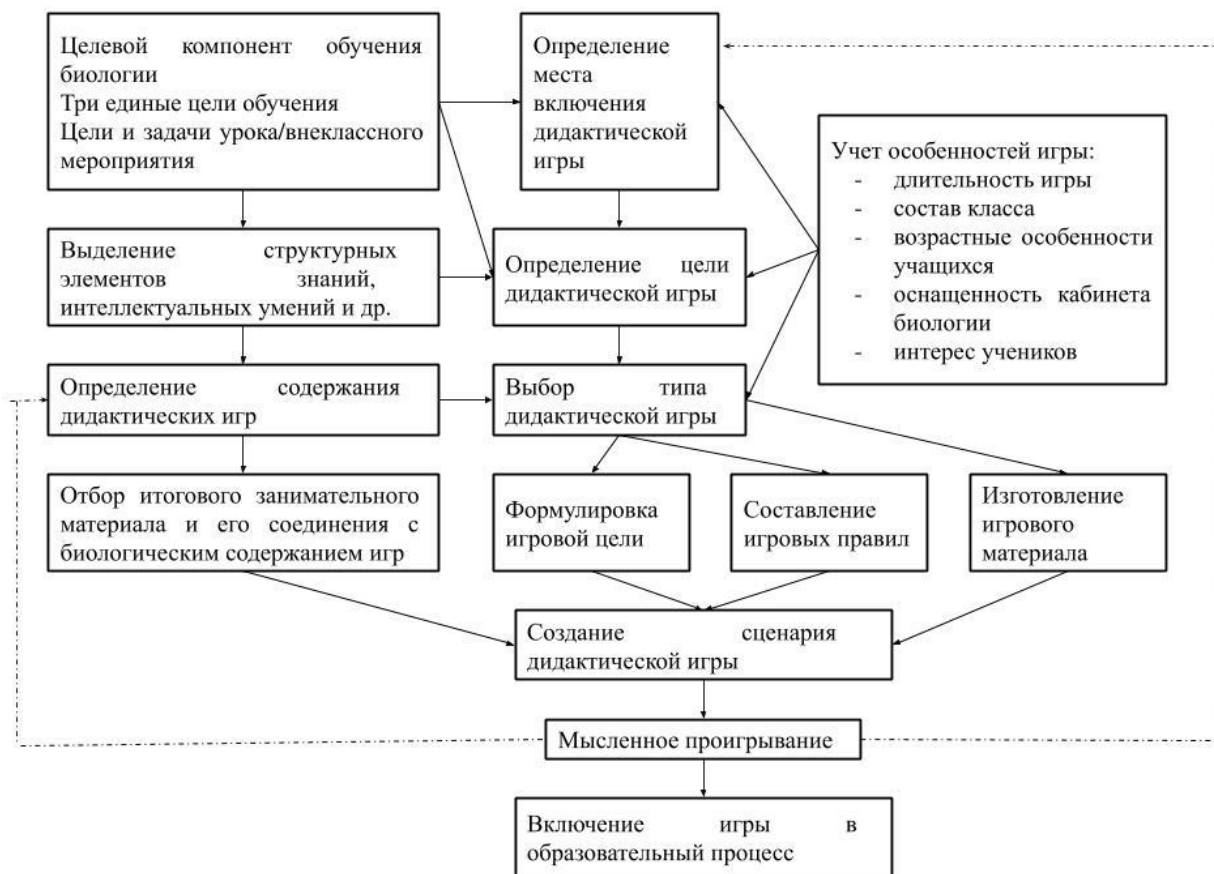 Целевой компонент обучения
биологии
Три единые цели обучения
Цели и задачи урока/внеклассного
мероприятия
Определение
места
включения
дидактической
игры
Учет особенностей игры:
- длительность игры
- состав класса
- возрастные особенности
учащихся
- оснащенность кабинета
биологии
- интерес учеников
Выделение структурных
элементов знаний,
интеллектуальных умений и др.
Определение цели
дидактической игры
Определение содержания
дидактических игр
Выбор типа
дидактической игры
Отбор итогового занимательного
материала и его соединения с
биологическим содержанием игр
Формулировка
игровой цели
Составление
игровых правил
Изготовление
игрового
материала
Создание сценария
дидактической игры
Мысленное проигрывание
Включение игры в
образовательный процесс